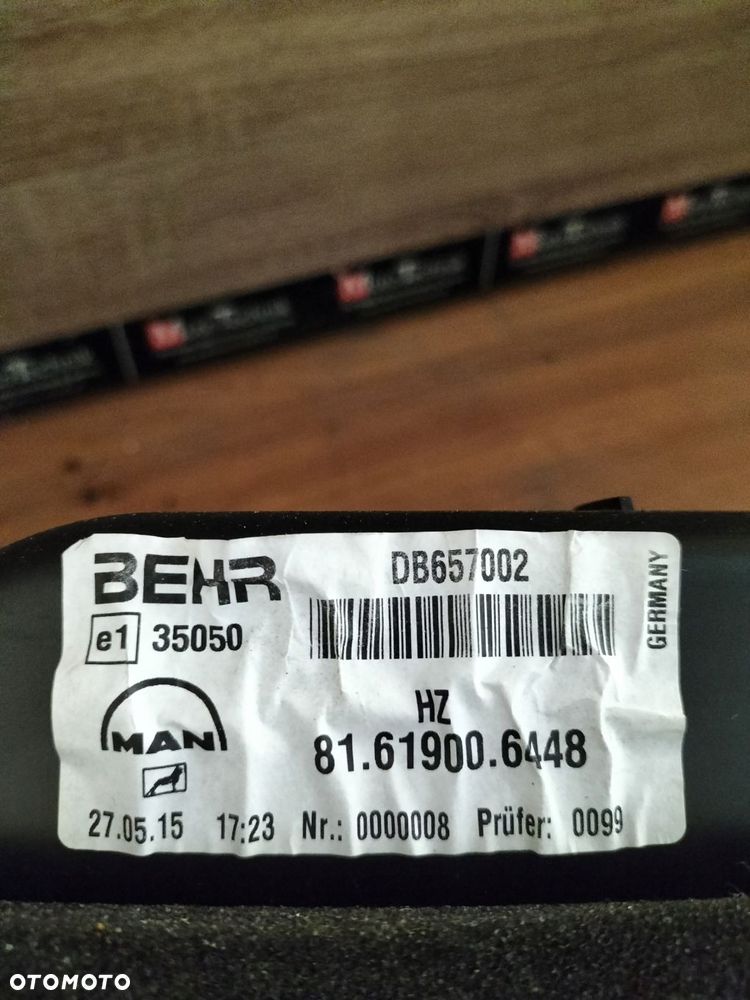 BEHR
DB657002
GERMANY
e1 35050
HZ
MAN
81.61900.6448
27.05.15 17:23 Nr.: 0000008 Prüfer: 0099
OTOMOTO